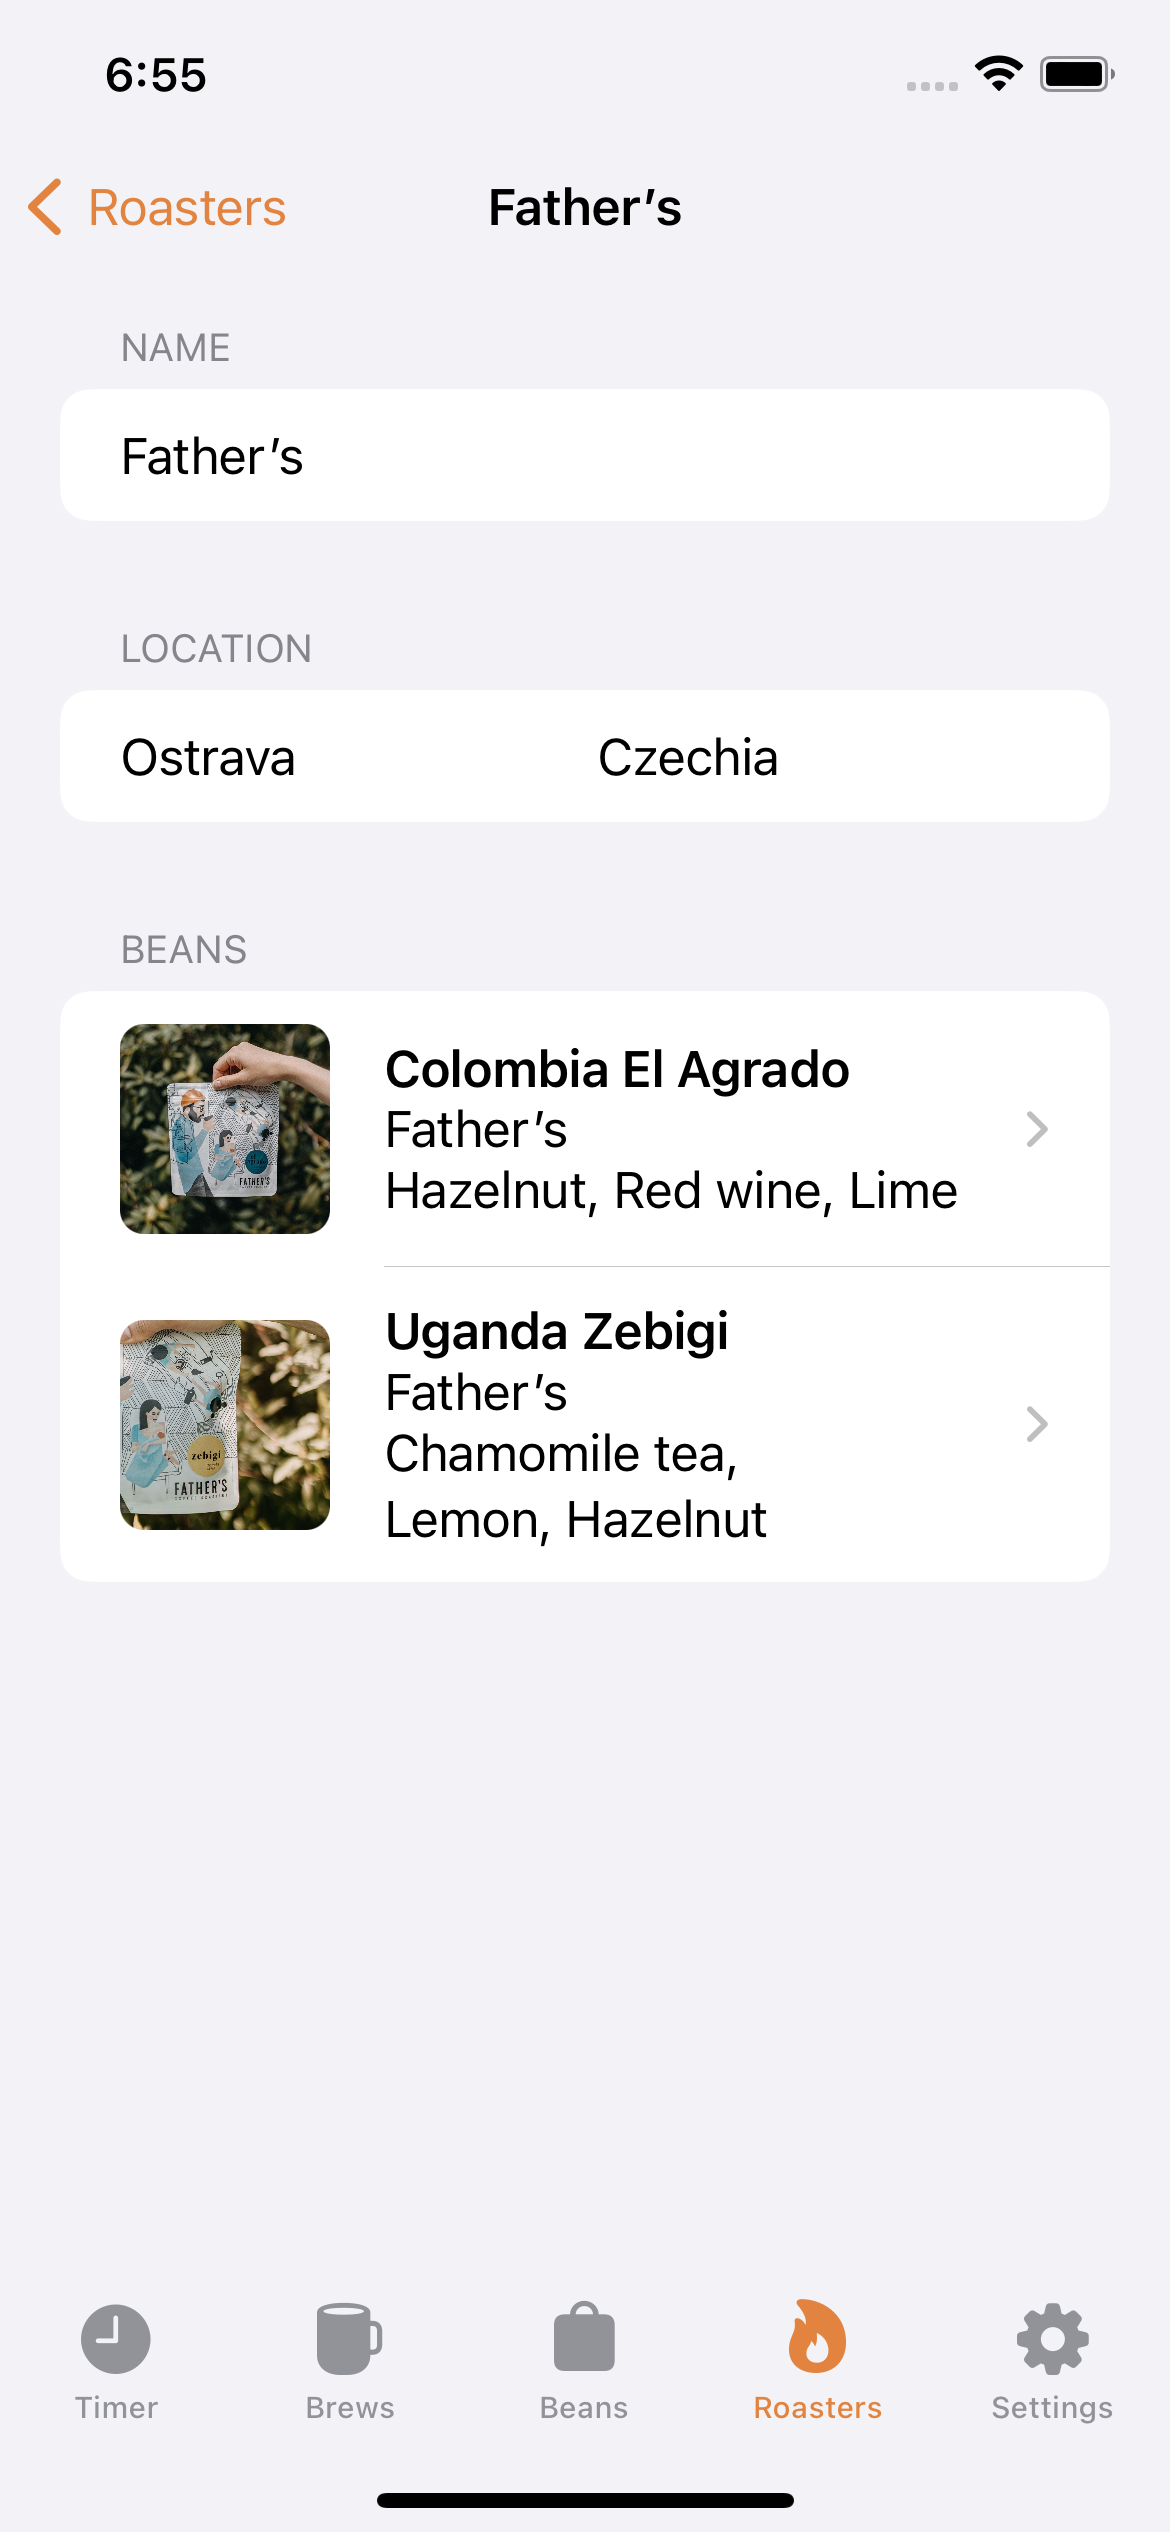 6:55
Roasters
Father’s
NAME
Father’s
LOCATION
Ostrava
Czechia
BEANS
Colombia El Agrado
Father’s
Hazelnut, Red wine, Lime
FATHER'S
Uganda Zebigi
Father’s
Chamomile tea,
Lemon, Hazelnut
zebigi
FATHER'S
Timer
Brews
Beans
Roasters
Settings